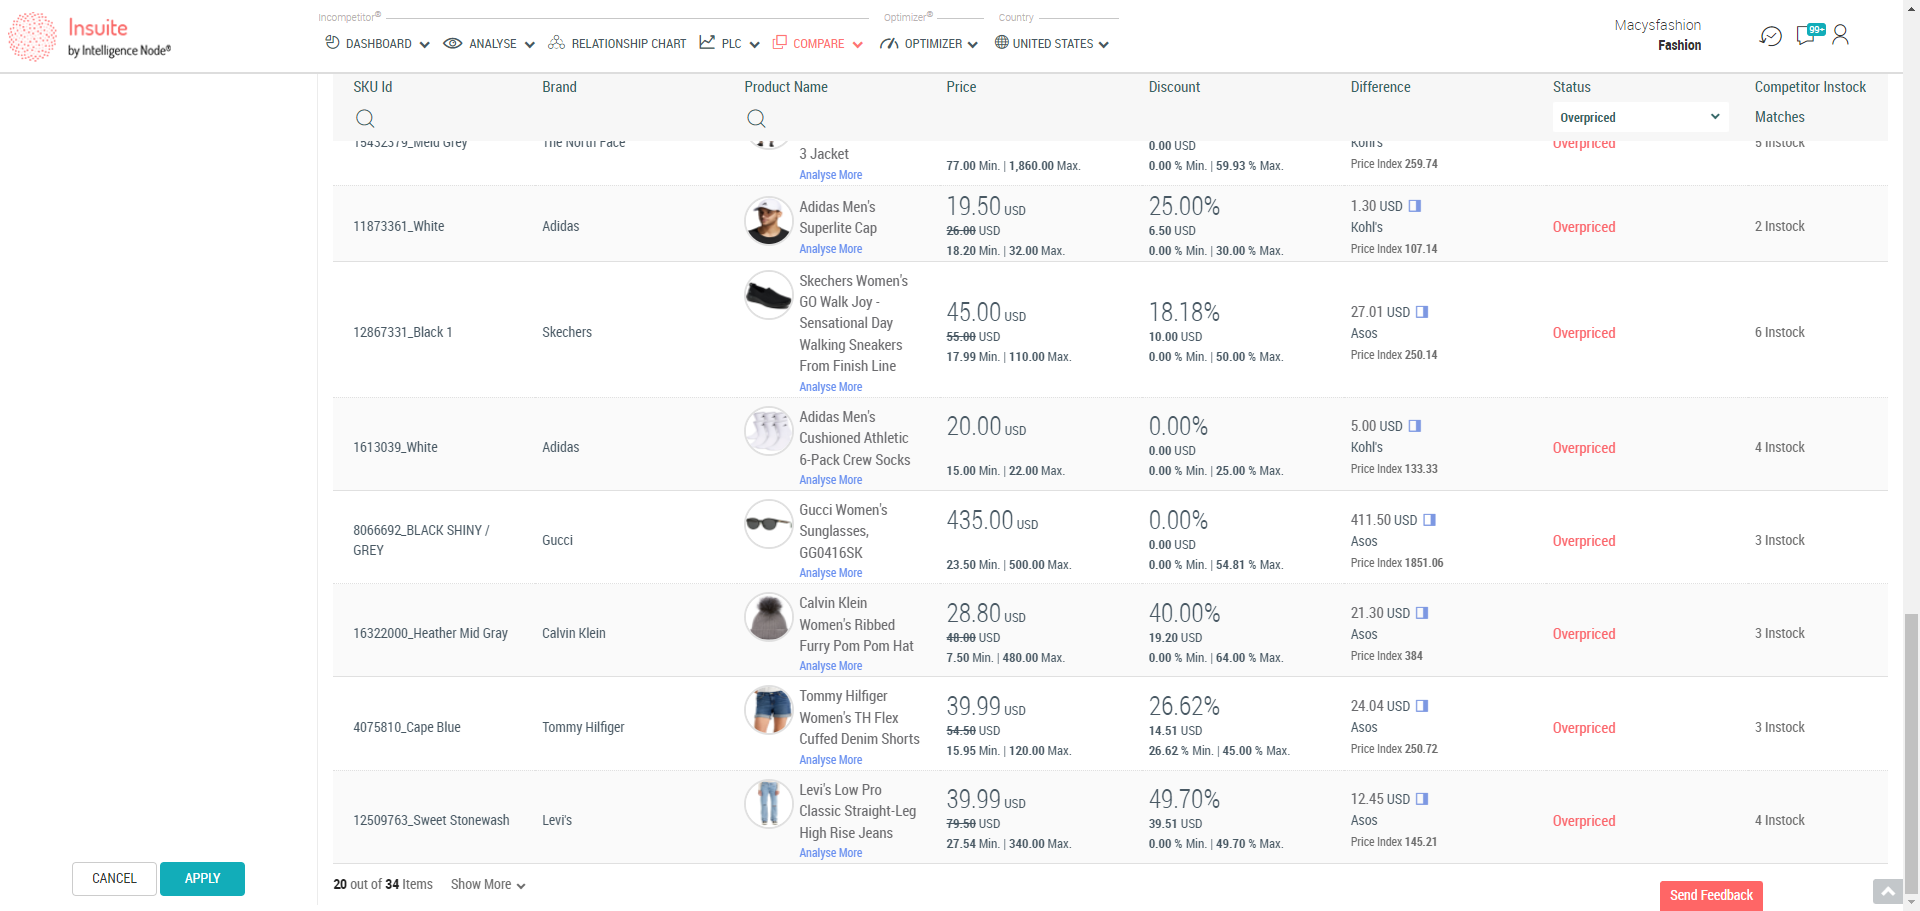 Insuite
by Intelligence Node®
Incompetitor®
Optimizer®
Country
DASHBOARD
ANALYSE
RELATIONSHIP CHART
PLC
COMPARE
OPTIMIZER
UNITED STATES
Macysfashion
Fashion
99+
SKU Id
Brand
Product Name
Price
Discount
Difference
Status
Competitor Instock
Matches
Overpriced
15432379_Meld Grey
The North Face
3 Jacket
Analyse More
77.00 Min. | 1,860.00 Max.
0.00 USD
0.00 % Min. | 59.93 % Max.
Kohl's
Price Index 259.74
Overpriced
5 Instock
11873361_White
Adidas
Adidas Men's
Superlite Cap
Analyse More
19.50 USD
26.00 USD
18.20 Min. | 32.00 Max.
25.00%
6.50 USD
0.00 % Min. | 30.00 % Max.
1.30 USD
Kohl's
Price Index 107.14
Overpriced
2 Instock
12867331_Black 1
Skechers
Skechers Women's
GO Walk Joy -
Sensational Day
Walking Sneakers
From Finish Line
Analyse More
45.00 USD
55.00 USD
17.99 Min. | 110.00 Max.
18.18%
10.00 USD
0.00 % Min. | 50.00 % Max.
27.01 USD
Asos
Price Index 250.14
Overpriced
6 Instock
1613039_White
Adidas
Adidas Men's
Cushioned Athletic
6-Pack Crew Socks
Analyse More
20.00 USD
15.00 Min. | 22.00 Max.
0.00%
0.00 USD
0.00 % Min. | 25.00 % Max.
5.00 USD
Kohl's
Price Index 133.33
Overpriced
4 Instock
8066692_BLACK SHINY /
GREY
Gucci
Gucci Women's
Sunglasses,
GG0416SK
Analyse More
435.00 USD
23.50 Min. | 500.00 Max.
0.00%
0.00 USD
0.00 % Min. | 54.81 % Max.
411.50 USD
Asos
Price Index 1851.06
Overpriced
3 Instock
16322000_Heather Mid Gray
Calvin Klein
Calvin Klein
Women's Ribbed
Furry Pom Pom Hat
Analyse More
28.80 USD
48.00 USD
7.50 Min. | 480.00 Max.
40.00%
19.20 USD
0.00 % Min. | 64.00 % Max.
21.30 USD
Asos
Price Index 384
Overpriced
3 Instock
4075810_Cape Blue
Tommy Hilfiger
Tommy Hilfiger
Women's TH Flex
Cuffed Denim Shorts
Analyse More
39.99 USD
54.50 USD
15.95 Min. | 120.00 Max.
26.62%
14.51 USD
26.62 % Min. | 45.00 % Max.
24.04 USD
Asos
Price Index 250.72
Overpriced
3 Instock
12509763_Sweet Stonewash
Levi's
Levi's Low Pro
Classic Straight-Leg
High Rise Jeans
Analyse More
39.99 USD
79.50 USD
27.54 Min. | 340.00 Max.
49.70%
39.51 USD
0.00 % Min. | 49.70 % Max.
12.45 USD
Asos
Price Index 145.21
Overpriced
4 Instock
CANCEL
APPLY
20 out of 34 Items
Show More
Send Feedback